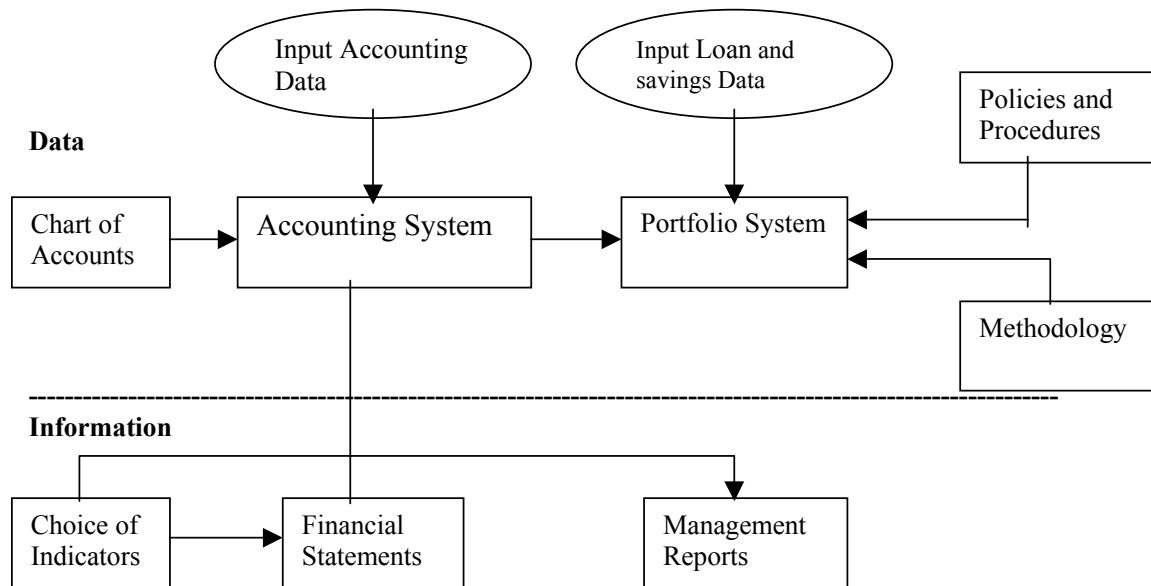 Input Accounting
Data
Input Loan and
savings Data
Policies and
Procedures
Data
Chart of
Accounts
Accounting System
Portfolio System
Methodology
Information
Choice of
Indicators
Financial
Statements
Management
Reports